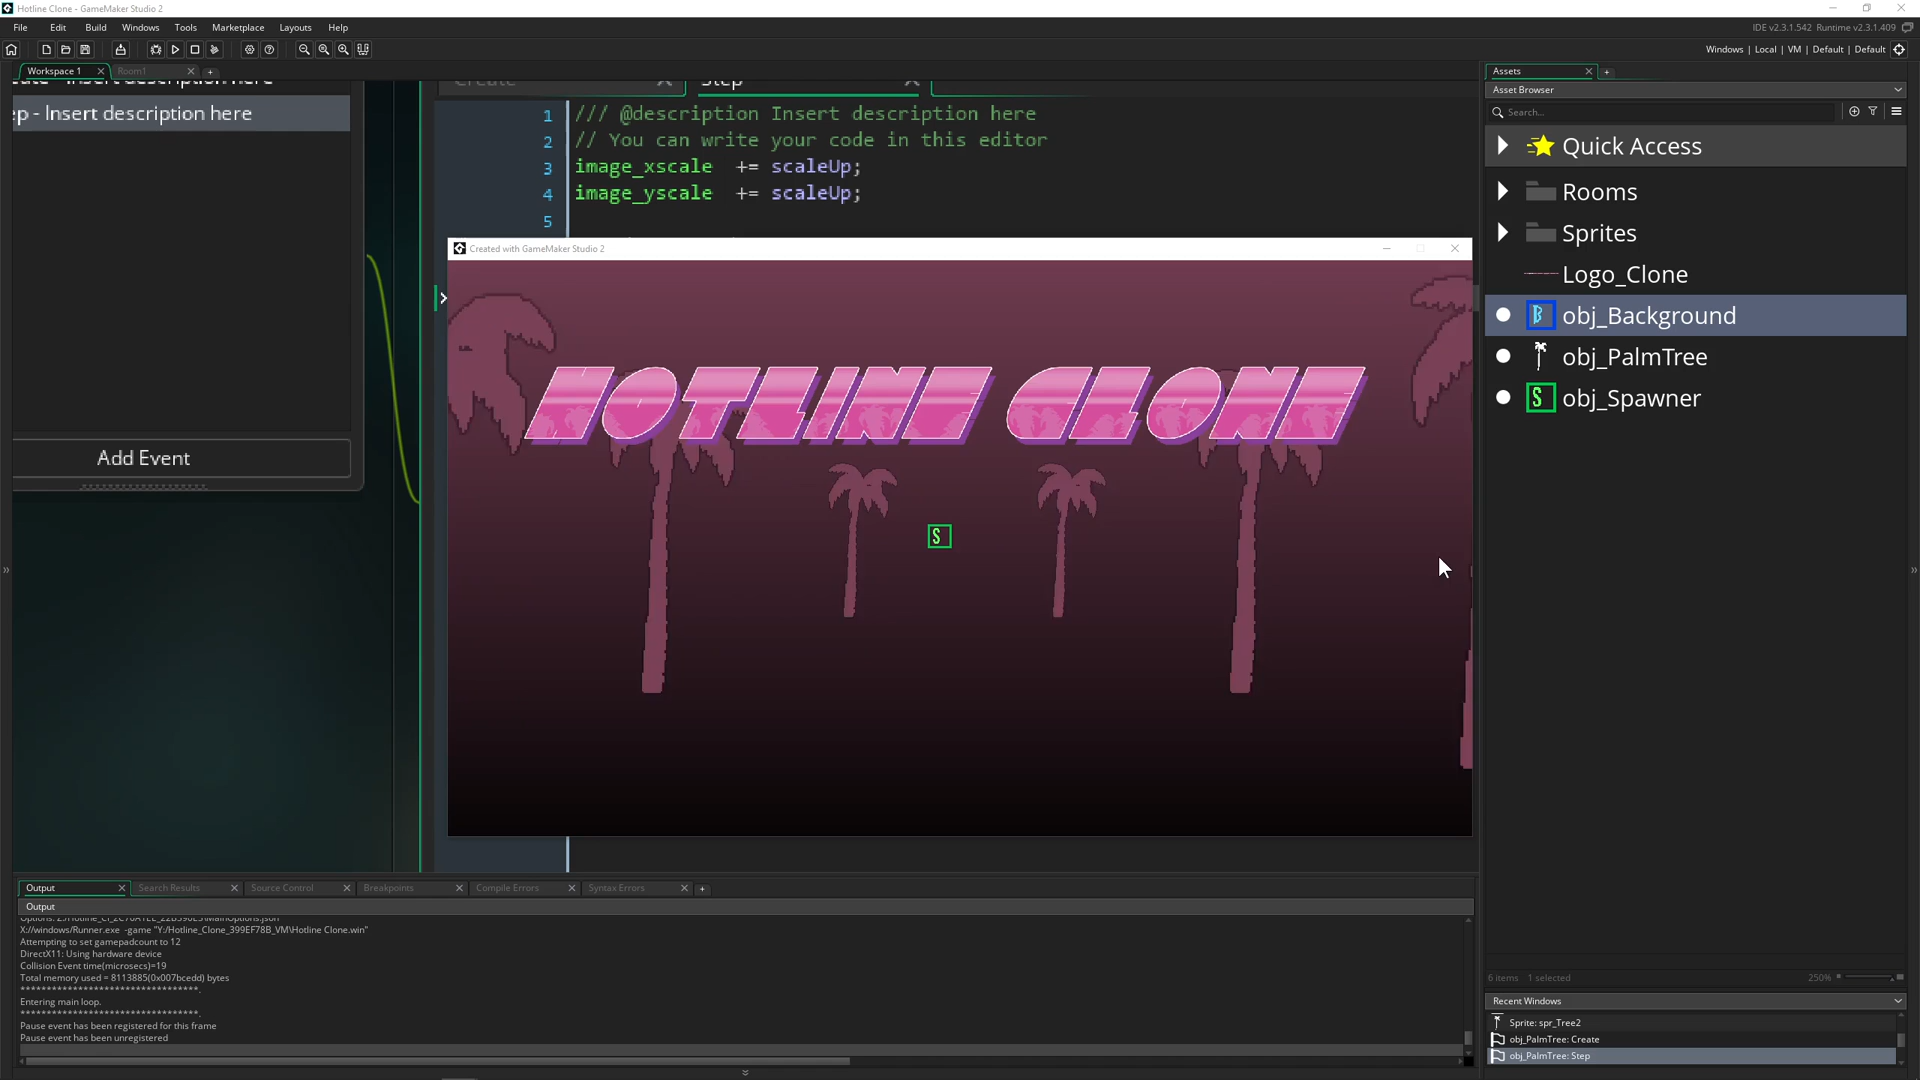 Hotline Clone - GameMaker Studio 2
File Edit Build Windows Tools Marketplace Layouts Help
IDE v2.3.1.542 Runtime v2.3.1.409
Windows | Local | VM | Default | Default
Workspace 1
Room1
Insert description here
ep - Insert description here
Add Event
Create
Step
1 /// @description Insert description here
2 // You can write your code in this editor
3 image_xscale += scaleUp;
4 image_yscale += scaleUp;
5
Created with GameMaker Studio 2
HOTLINE CLONE
S
Assets
Asset Browser
Search...
Quick Access
Rooms
Sprites
Logo_Clone
B obj_Background
obj_PalmTree
S obj_Spawner
6 items 1 selected
250%
Recent Windows
Sprite: spr_Tree2
obj_PalmTree: Create
obj_PalmTree: Step
Output
Search Results
Source Control
Breakpoints
Compile Errors
Syntax Errors
Output
X://windows/Runner.exe -game "Y:/Hotline_Clone_399EF78B_VM\Hotline Clone.win"
Attempting to set gamepadcount to 12
DirectX11: Using hardware device
Collision Event time(microsecs)=19
Total memory used = 8113885(0x007bcedd) bytes
**********************************.
Entering main loop.
**********************************.
Pause event has been registered for this frame
Pause event has been unregistered